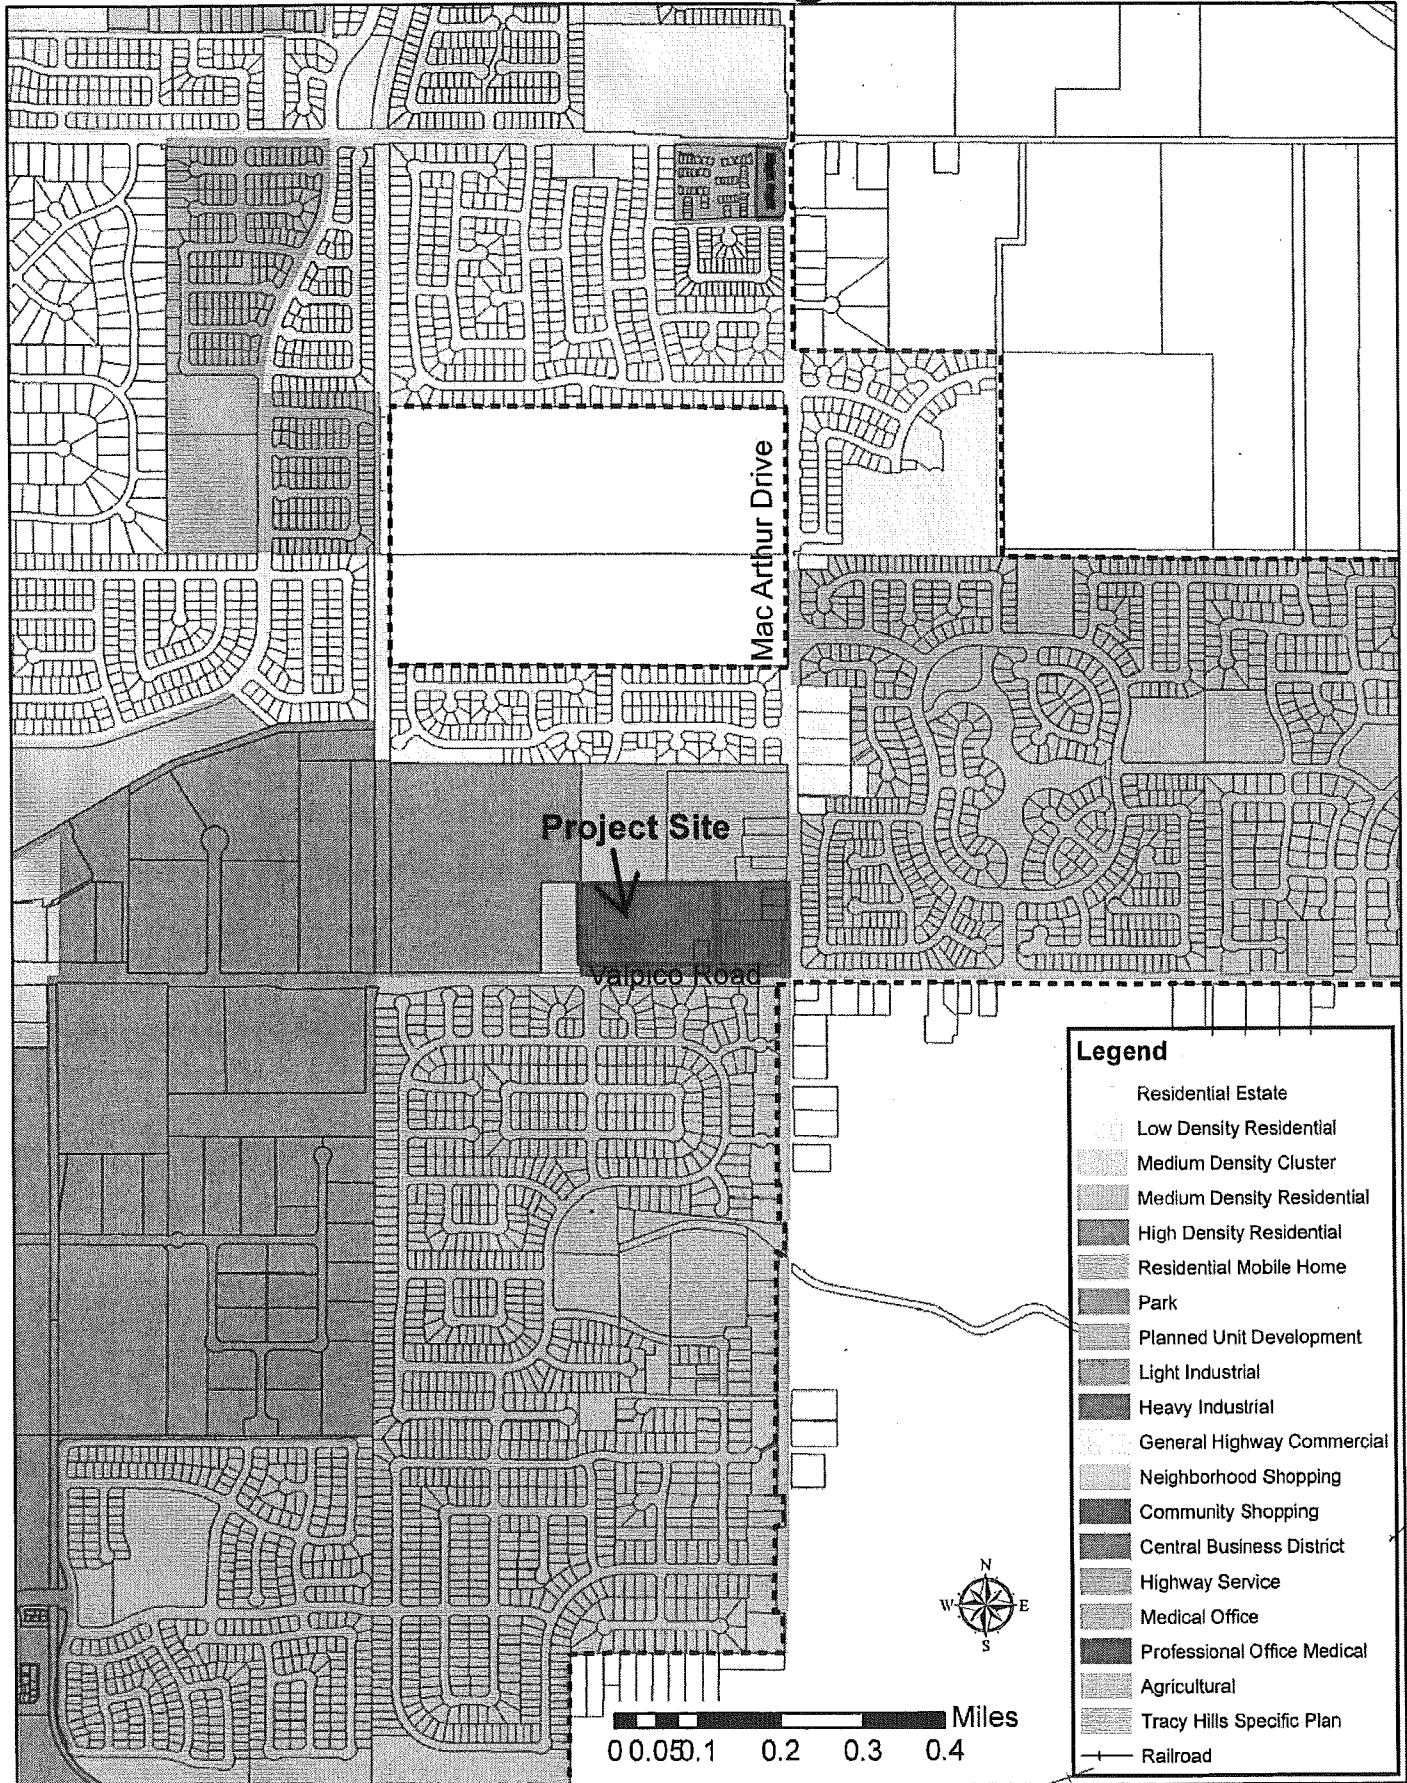 Mac Arthur Drive
Project Site
Valpico Road
Legend
Residential Estate
Low Density Residential
Medium Density Cluster
Medium Density Residential
High Density Residential
Residential Mobile Home
Park
Planned Unit Development
Light Industrial
Heavy Industrial
General Highway Commercial
Neighborhood Shopping
Community Shopping
Central Business District
Highway Service
Medical Office
Professional Office Medical
Agricultural
Tracy Hills Specific Plan
Railroad
N
W E
S
Miles
0 0.05 0.1 0.2 0.3 0.4